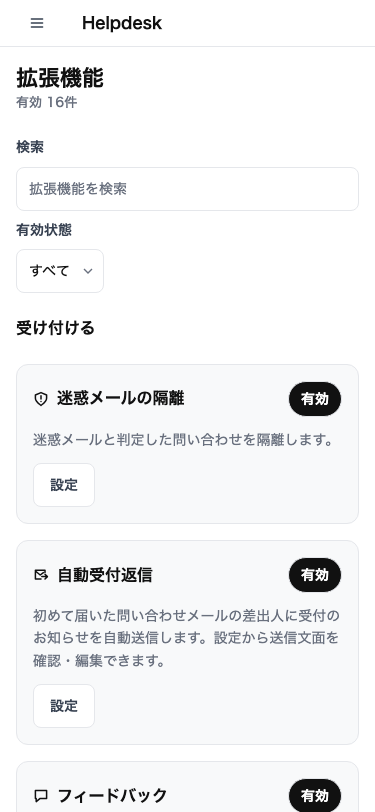 Helpdesk
拡張機能
有効 16件
検索
拡張機能を検索
有効状態
すべて
受け付ける
迷惑メールの隔離
有効
迷惑メールと判定した問い合わせを隔離します。
設定
自動受付返信
有効
初めて届いた問い合わせメールの差出人に受付の
お知らせを自動送信します。設定から送信文面を
確認・編集できます。
設定
フィードバック
有効